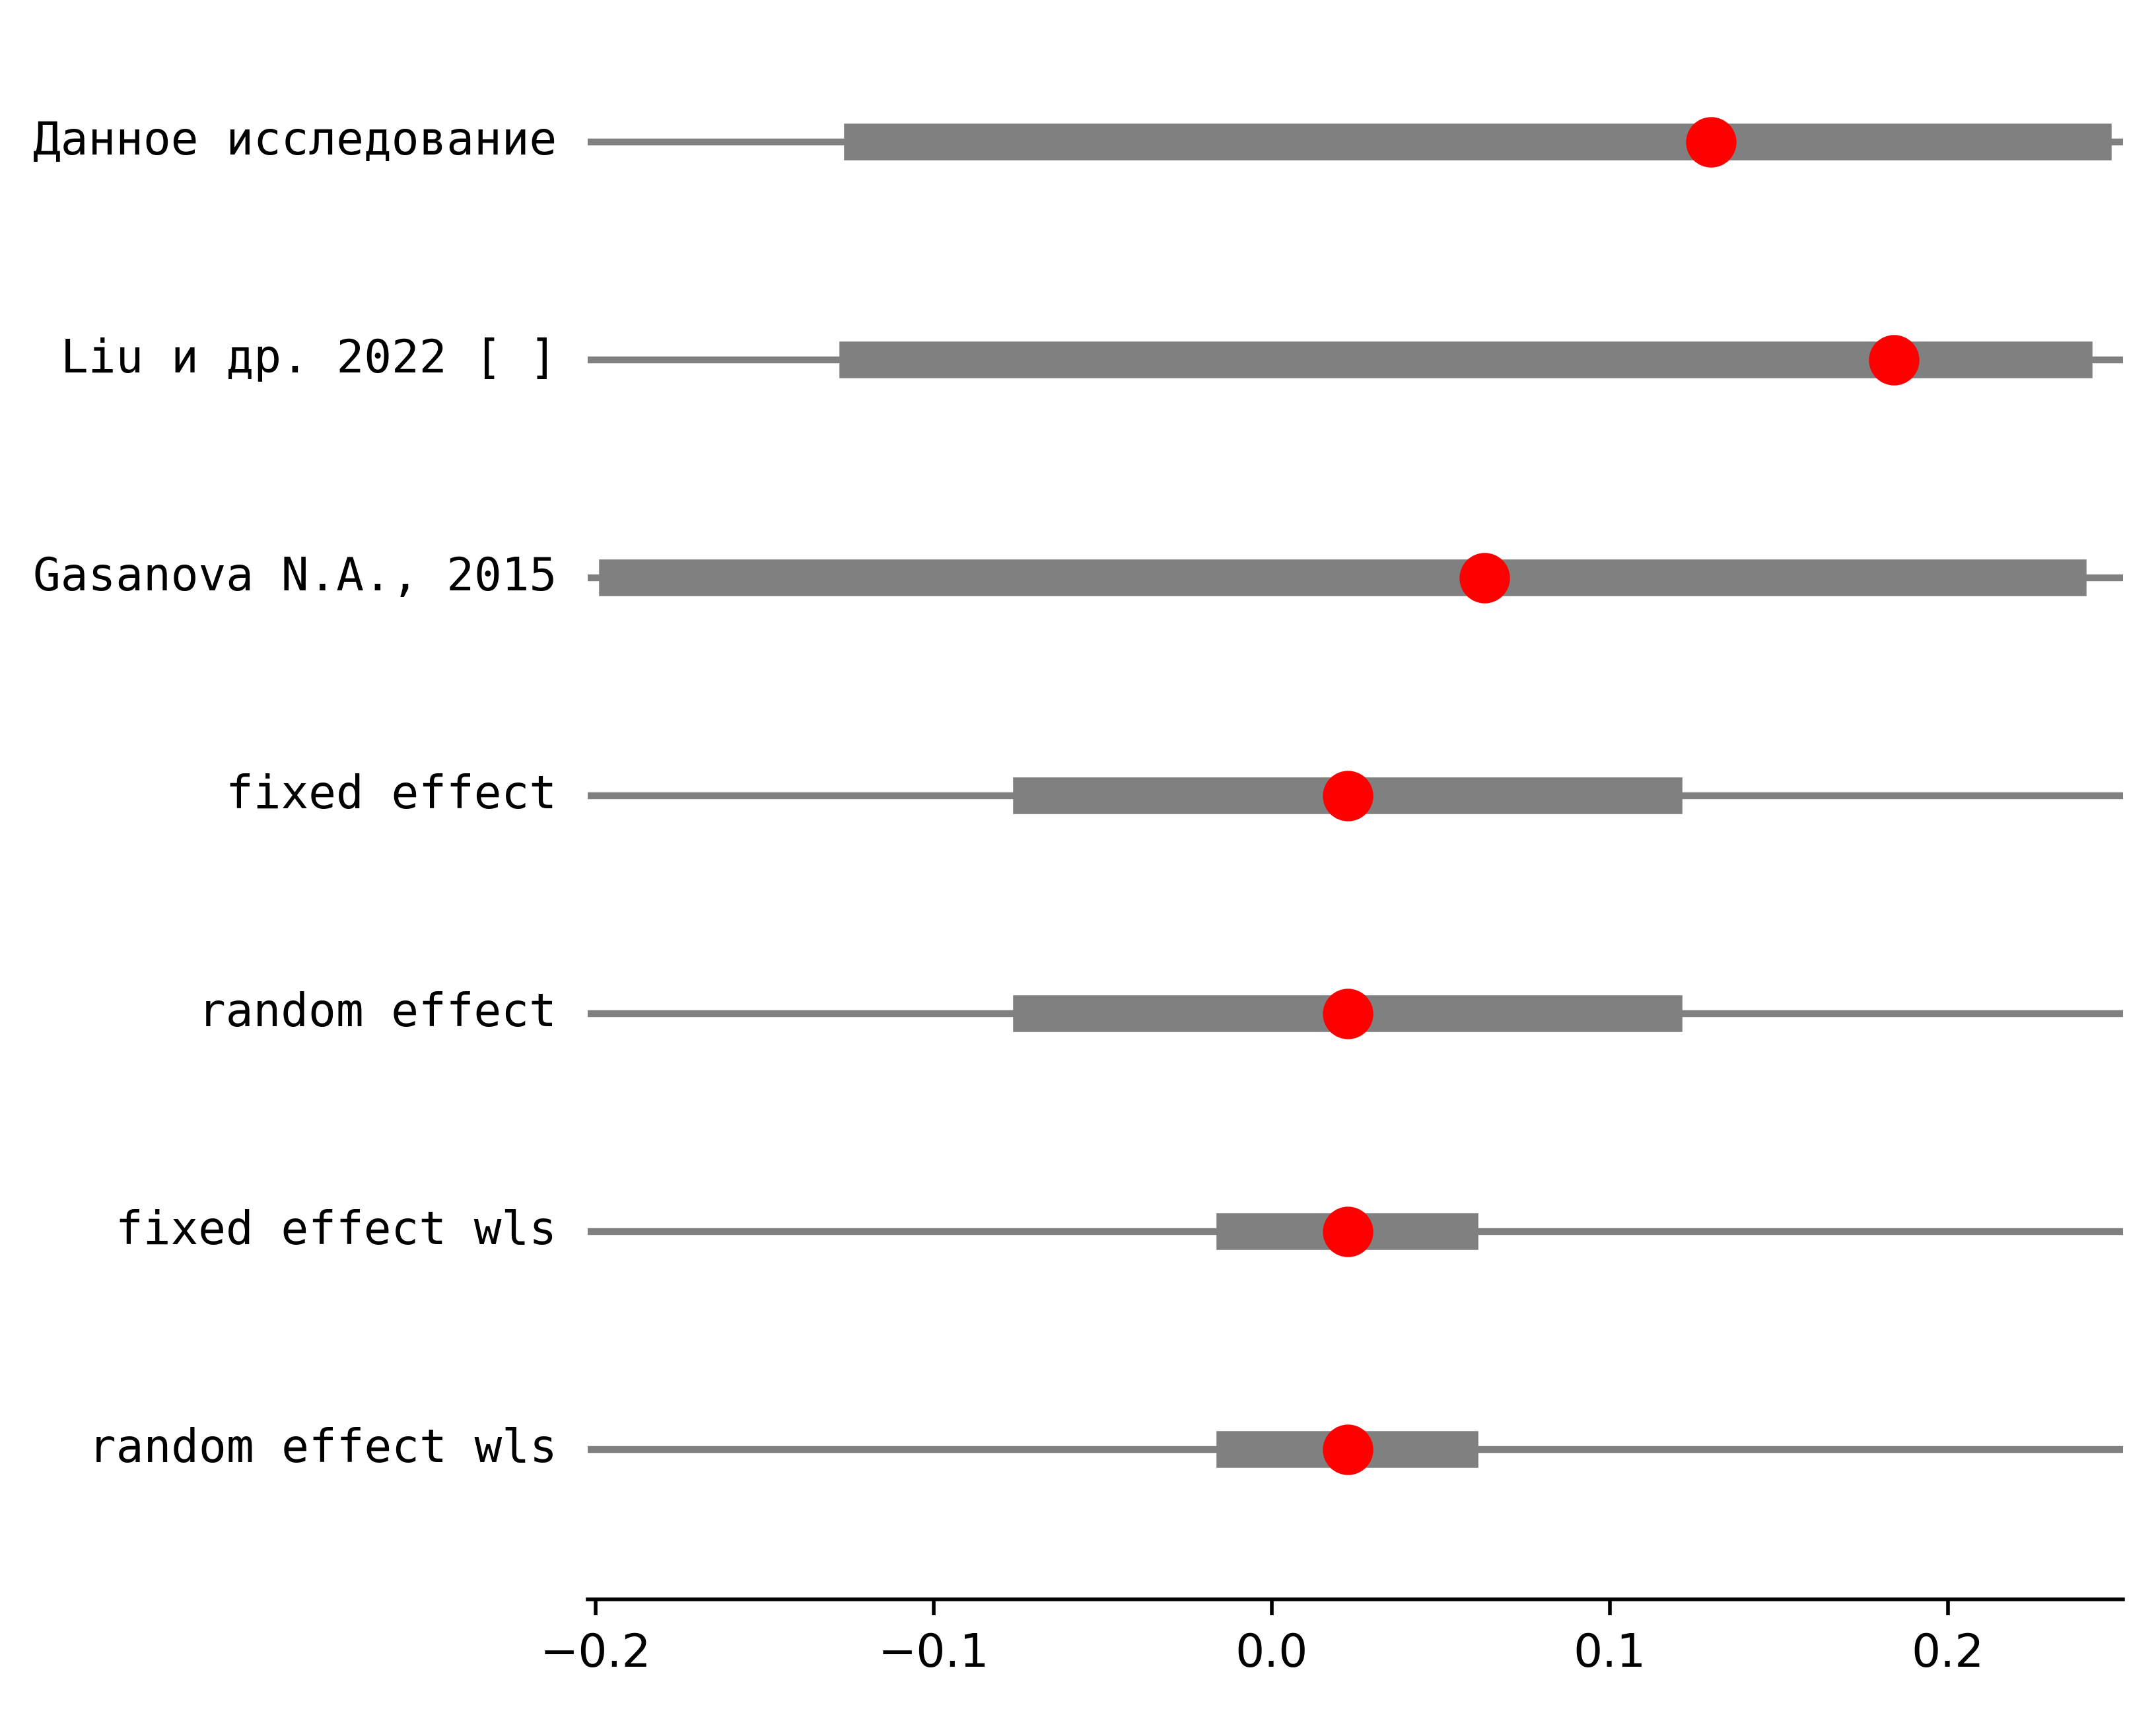 Данное исследование
Liu и др. 2022 [ ]
Gasanova N.A., 2015
fixed effect
random effect
fixed effect wls
random effect wls
−0.2 −0.1 0.0 0.1 0.2